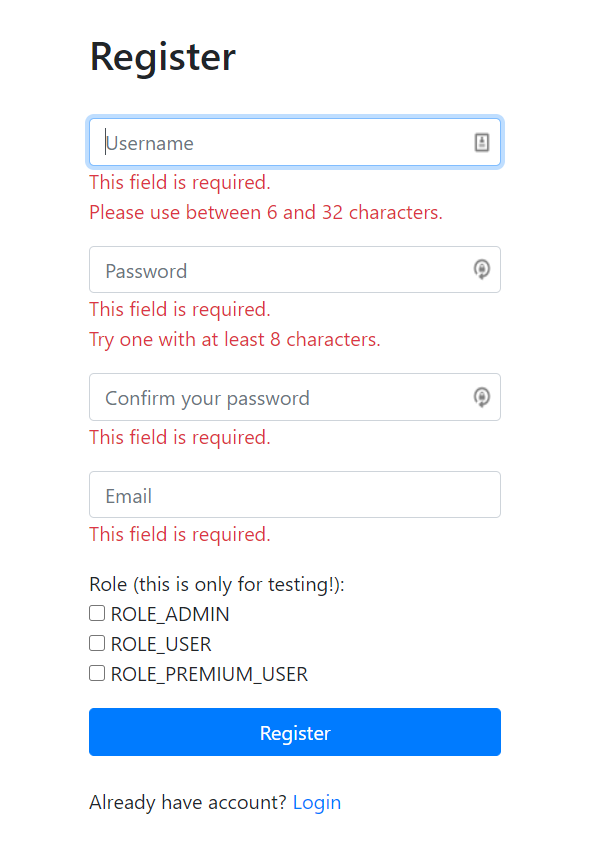 Register
Username
This field is required.
Please use between 6 and 32 characters.
Password
This field is required.
Try one with at least 8 characters.
Confirm your password
This field is required.
Email
This field is required.
Role (this is only for testing!):
ROLE_ADMIN
ROLE_USER
ROLE_PREMIUM_USER
Register
Already have account? Login